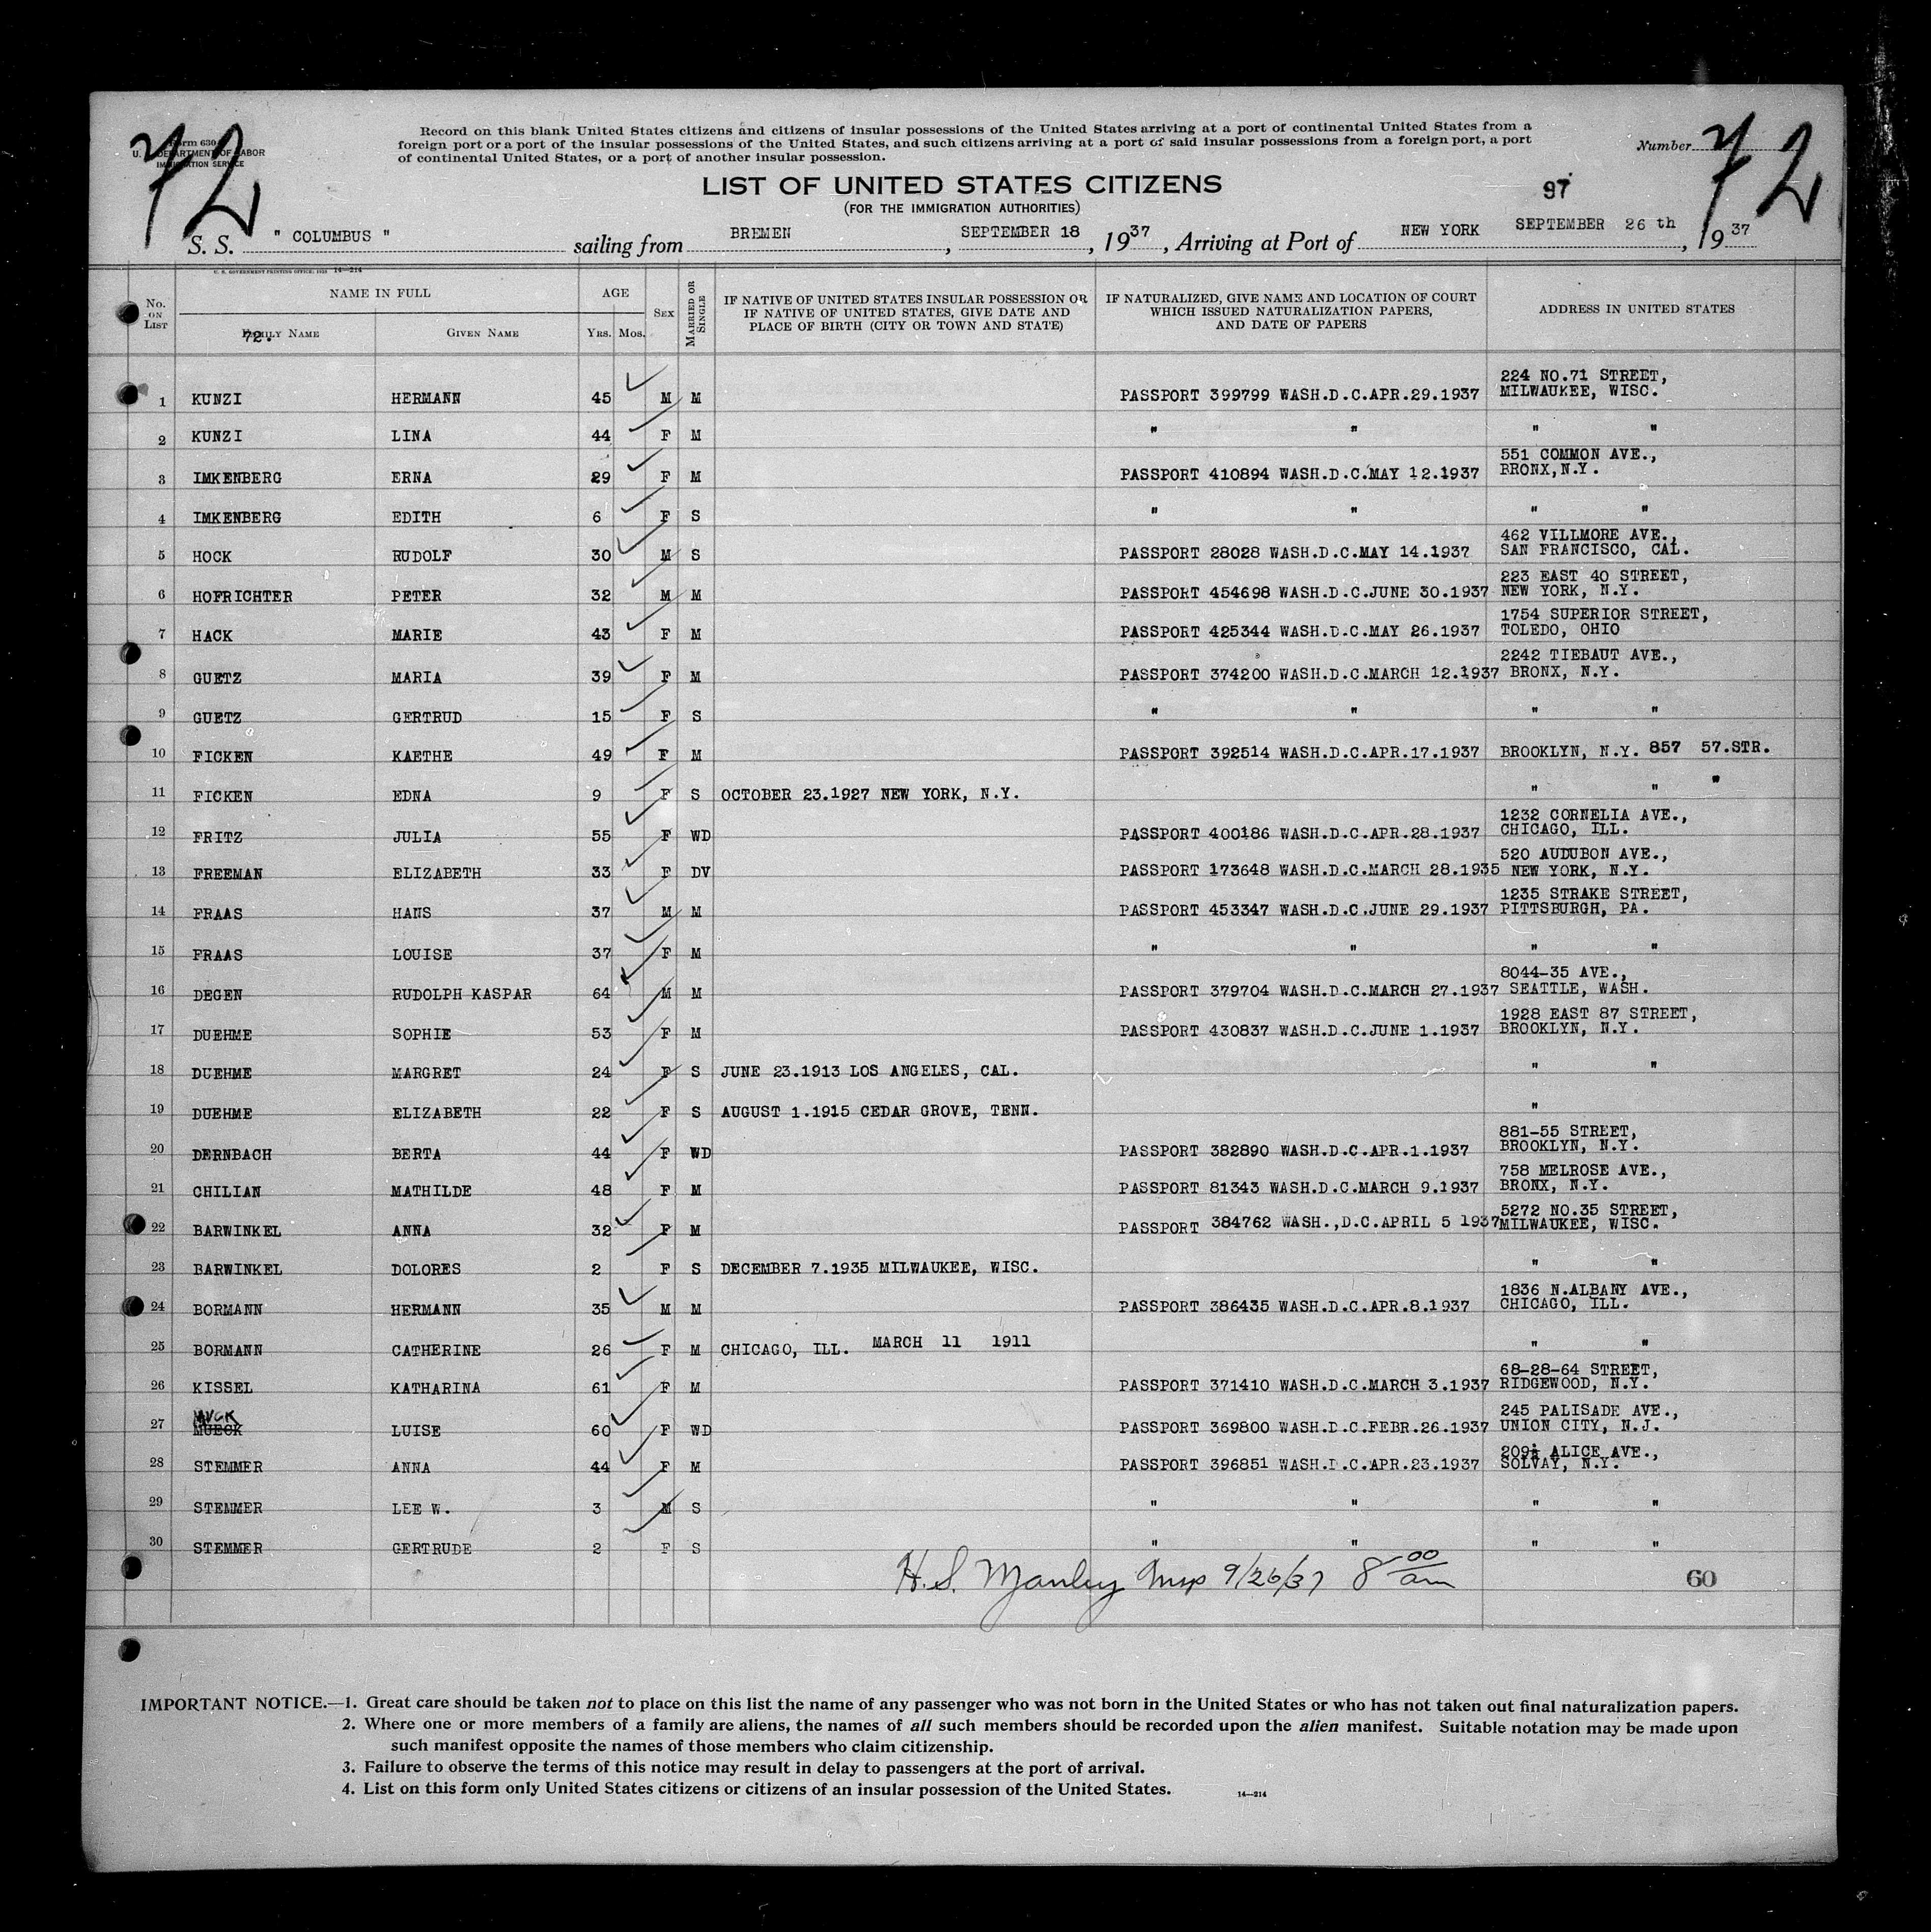 72
Form 630
U. S. DEPARTMENT OF LABOR
IMMIGRATION SERVICE
Record on this blank United States citizens and citizens of insular possessions of the United States arriving at a port of continental United States from a
foreign port or a port of the insular possessions of the United States, and such citizens arriving at a port of said insular possessions from a foreign port, a port
of continental United States, or a port of another insular possession.
Number 72
LIST OF UNITED STATES CITIZENS
(FOR THE IMMIGRATION AUTHORITIES)
97
S. S. " COLUMBUS " sailing from BREMEN, SEPTEMBER 18, 1937, Arriving at Port of NEW YORK SEPTEMBER 26 th, 1937
U. S. GOVERNMENT PRINTING OFFICE: 14—214
No. ON LIST
NAME IN FULL
FAMILY NAME
72.
GIVEN NAME
AGE
YRS. MOS.
SEX
MARRIED OR SINGLE
IF NATIVE OF UNITED STATES INSULAR POSSESSION OR
IF NATIVE OF UNITED STATES, GIVE DATE AND
PLACE OF BIRTH (CITY OR TOWN AND STATE)
IF NATURALIZED, GIVE NAME AND LOCATION OF COURT
WHICH ISSUED NATURALIZATION PAPERS,
AND DATE OF PAPERS
ADDRESS IN UNITED STATES
1 KUNZI HERMANN 45 M M PASSPORT 399799 WASH.D.C.APR.29.1937 224 NO.71 STREET,
MILWAUKEE, WISC.
2 KUNZI LINA 44 F M " " " "
3 IMKENBERG ERNA 29 F M PASSPORT 410894 WASH.D.C.MAY 12.1937 551 COMMON AVE.,
BRONX,N.Y.
4 IMKENBERG EDITH 6 F S " " " "
5 HOCK RUDOLF 30 M S PASSPORT 28028 WASH.D.C.MAY 14.1937 462 VILLMORE AVE.,
SAN FRANCISCO, CAL.
6 HOFRICHTER PETER 32 M M PASSPORT 454698 WASH.D.C.JUNE 30.1937 223 EAST 40 STREET,
NEW YORK, N.Y.
7 HACK MARIE 43 F M PASSPORT 425344 WASH.D.C.MAY 26.1937 1754 SUPERIOR STREET,
TOLEDO, OHIO
8 GUETZ MARIA 39 F M PASSPORT 374200 WASH.D.C.MARCH 12.1937 2242 TIEBAUT AVE.,
BRONX, N.Y.
9 GUETZ GERTRUD 15 F S " " " "
10 FICKEN KAETHE 49 F M PASSPORT 392514 WASH.D.C.APR.17.1937 BROOKLYN, N.Y. 857 57.STR.
11 FICKEN EDNA 9 F S OCTOBER 23.1927 NEW YORK, N.Y. " " "
12 FRITZ JULIA 55 F WD PASSPORT 400186 WASH.D.C.APR.28.1937 1232 CORNELIA AVE.,
CHICAGO, ILL.
13 FREEMAN ELIZABETH 33 F DV PASSPORT 173648 WASH.D.C.MARCH 28.1935 520 AUDUBON AVE.,
NEW YORK, N.Y.
14 FRAAS HANS 37 M M PASSPORT 453347 WASH.D.C.JUNE 29.1937 1235 STRAKE STREET,
PITTSBURGH, PA.
15 FRAAS LOUISE 37 F M " " " "
16 DEGEN RUDOLPH KASPAR 64 M M PASSPORT 379704 WASH.D.C.MARCH 27.1937 8044-35 AVE.,
SEATTLE, WASH.
17 DUEHME SOPHIE 53 F M PASSPORT 430837 WASH.D.C.JUNE 1.1937 1928 EAST 87 STREET,
BROOKLYN, N.Y.
18 DUEHME MARGRET 24 F S JUNE 23.1913 LOS ANGELES, CAL. " "
19 DUEHME ELIZABETH 22 F S AUGUST 1.1915 CEDAR GROVE, TENN. "
20 DERNBACH BERTA 44 F WD PASSPORT 382890 WASH.D.C.APR.1.1937 881-55 STREET,
BROOKLYN, N.Y.
21 CHILIAN MATHILDE 48 F M PASSPORT 81343 WASH.D.C.MARCH 9.1937 758 MELROSE AVE.,
BRONX, N.Y.
22 BARWINKEL ANNA 32 F M PASSPORT 384762 WASH.,D.C.APRIL 5 1937 5272 NO.35 STREET,
MILWAUKEE, WISC.
23 BARWINKEL DOLORES 2 F S DECEMBER 7.1935 MILWAUKEE, WISC. " "
24 BORMANN HERMANN 35 M M PASSPORT 386435 WASH.D.C.APR.8.1937 1836 N.ALBANY AVE.,
CHICAGO, ILL.
25 BORMANN CATHERINE 26 F M CHICAGO, ILL. MARCH 11 1911 " "
26 KISSEL KATHARINA 61 F M PASSPORT 371410 WASH.D.C.MARCH 3.1937 68-28-64 STREET,
RIDGEWOOD, N.Y.
MUCK
27 MUECK LUISE 60 F WD PASSPORT 369800 WASH.D.C.FEBR.26.1937 245 PALISADE AVE.,
UNION CITY, N.J.
28 STEMMER ANNA 44 F M PASSPORT 396851 WASH.D.C.APR.23.1937 209½ ALICE AVE.,
SOLVAY, N.Y.
29 STEMMER LEE W. 3 M S " " " "
30 STEMMER GERTRUDE 2 F S " " " "
H. S. Manley Insp 9/26/37 8 00 am
60
IMPORTANT NOTICE.—1. Great care should be taken not to place on this list the name of any passenger who was not born in the United States or who has not taken out final naturalization papers.
2. Where one or more members of a family are aliens, the names of all such members should be recorded upon the alien manifest. Suitable notation may be made upon
such manifest opposite the names of those members who claim citizenship.
3. Failure to observe the terms of this notice may result in delay to passengers at the port of arrival.
4. List on this form only United States citizens or citizens of an insular possession of the United States.
14—214